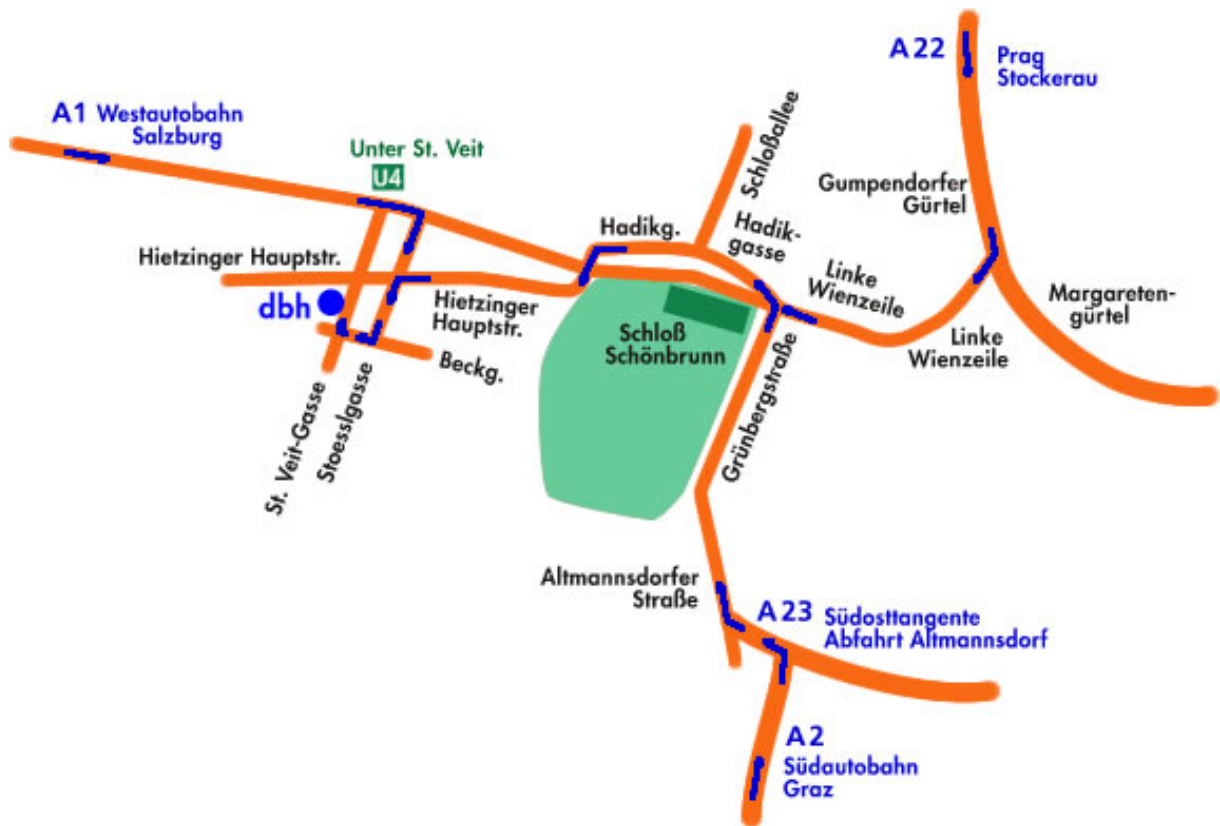 A22
Prag
Stockerau
A1 Westautobahn
Salzburg
Unter St. Veit
U4
Schloßallee
Gumpendorfer
Gürtel
Hadikg.
Hadik-
gasse
Hietzinger Hauptstr.
Linke
Wienzeile
Margareten-
gürtel
dbh
Hietzinger
Hauptstr.
Schloß
Schönbrunn
Linke
Wienzeile
Beckg.
Grünbergstraße
St. Veit-Gasse
Stoesslgasse
Altmannsdorfer
Straße
A23 Südosttangente
Abfahrt Altmannsdorf
A2
Südautobahn
Graz